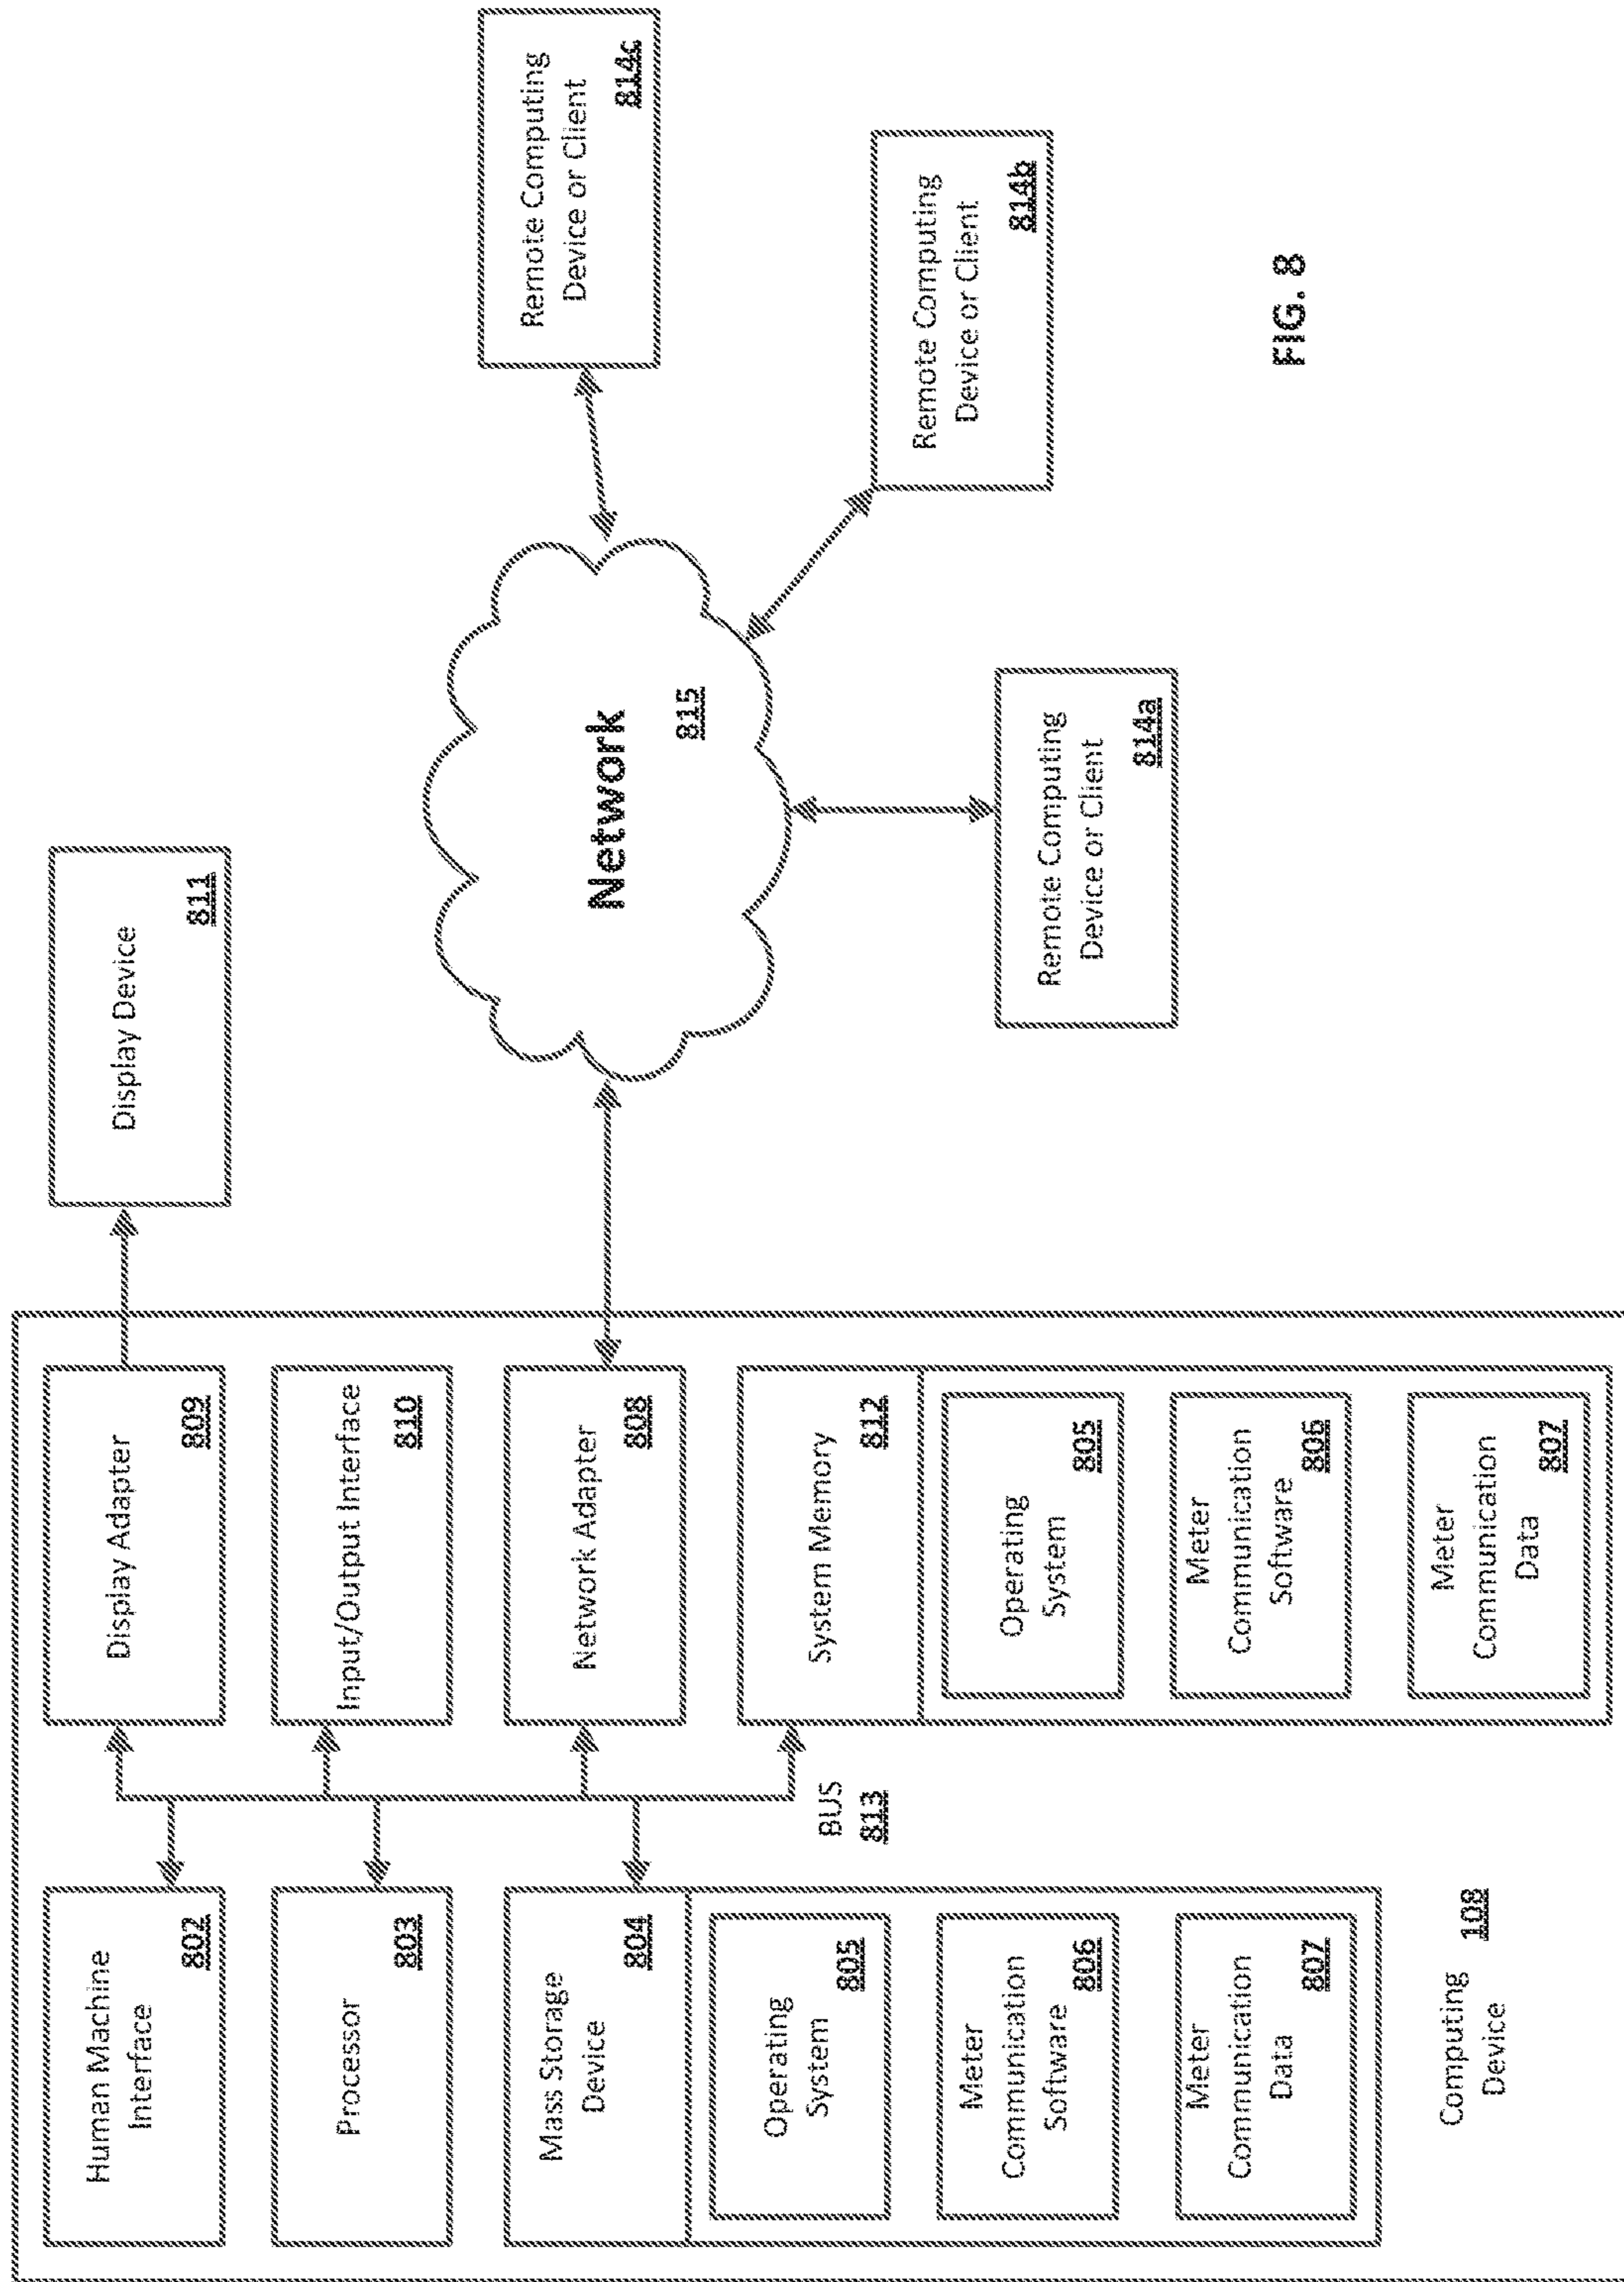 Human Machine
Interface
802
Processor
803
Mass Storage
Device
804
Operating
System
805
Meter
Communication
Software
806
Meter
Communication
Data
807
Computing
Device
108
BUS
813
Display Adapter
809
Input/Output Interface
810
Network Adapter
808
System Memory
812
Operating
System
805
Meter
Communication
Software
806
Meter
Communication
Data
807
Display Device
811
Network
815
Remote Computing
Device or Client
814a
Remote Computing
Device or Client
814b
Remote Computing
Device or Client
814c
FIG. 8